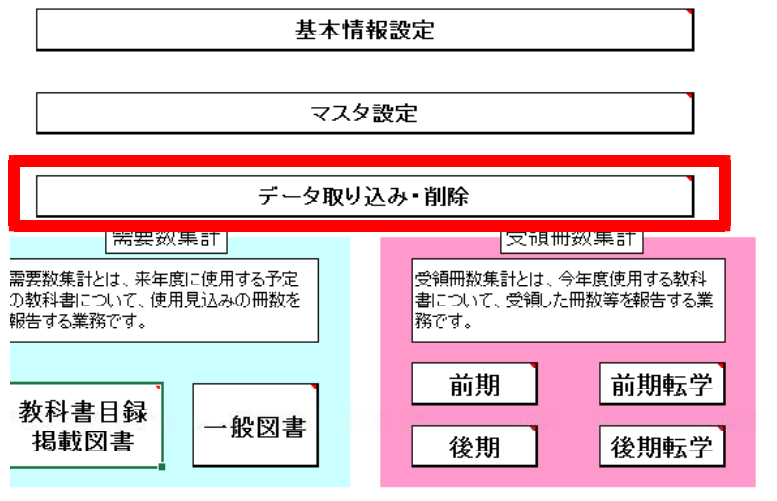 基本情報設定
マスタ設定
データ取り込み・削除
需要数集計
受領冊数集計
需要数集計とは、来年度に使用する予定
の教科書について、使用見込みの冊数を
報告する業務です。
受領冊数集計とは、今年度使用する教科
書について、受領した冊数等を報告する業
務です。
教科書目録
掲載図書
一般図書
前期
前期転学
後期
後期転学